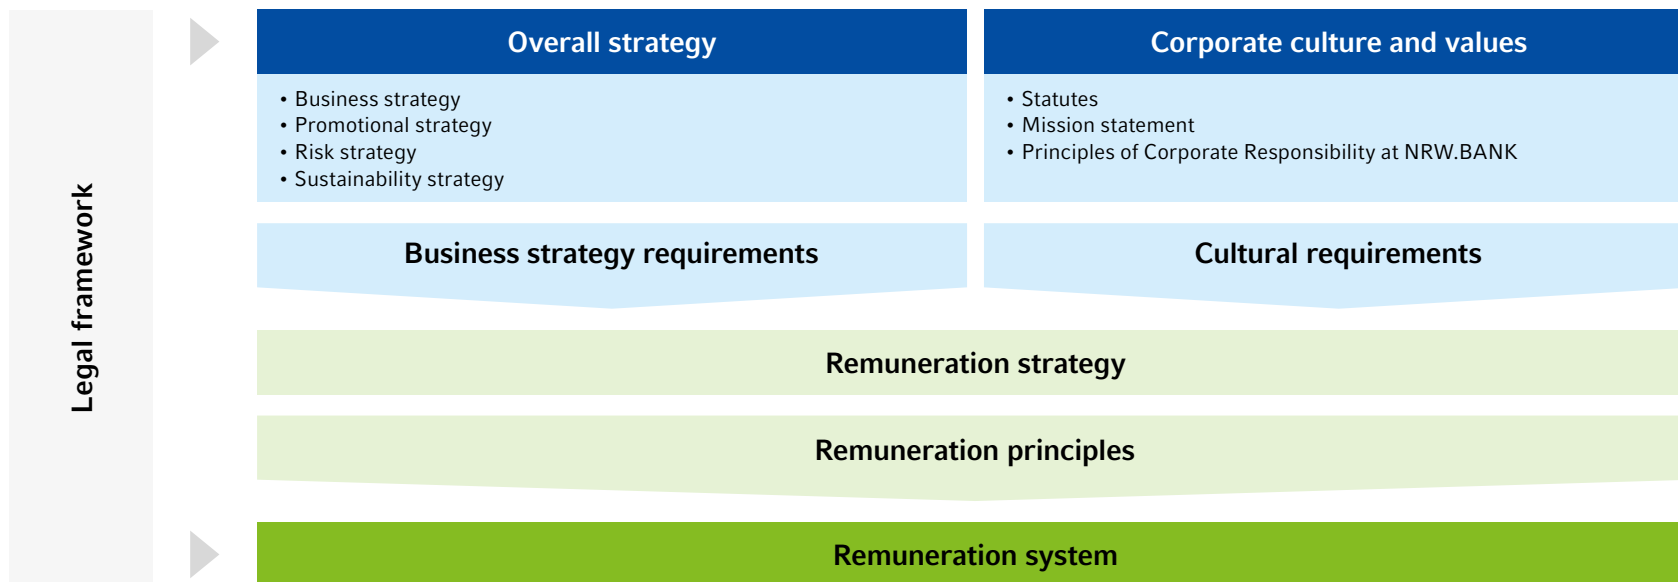 Legal framework
Overall strategy
• Business strategy
• Promotional strategy
• Risk strategy
• Sustainability strategy
Corporate culture and values
• Statutes
• Mission statement
• Principles of Corporate Responsibility at NRW.BANK
Business strategy requirements
Cultural requirements
Remuneration strategy
Remuneration principles
Remuneration system